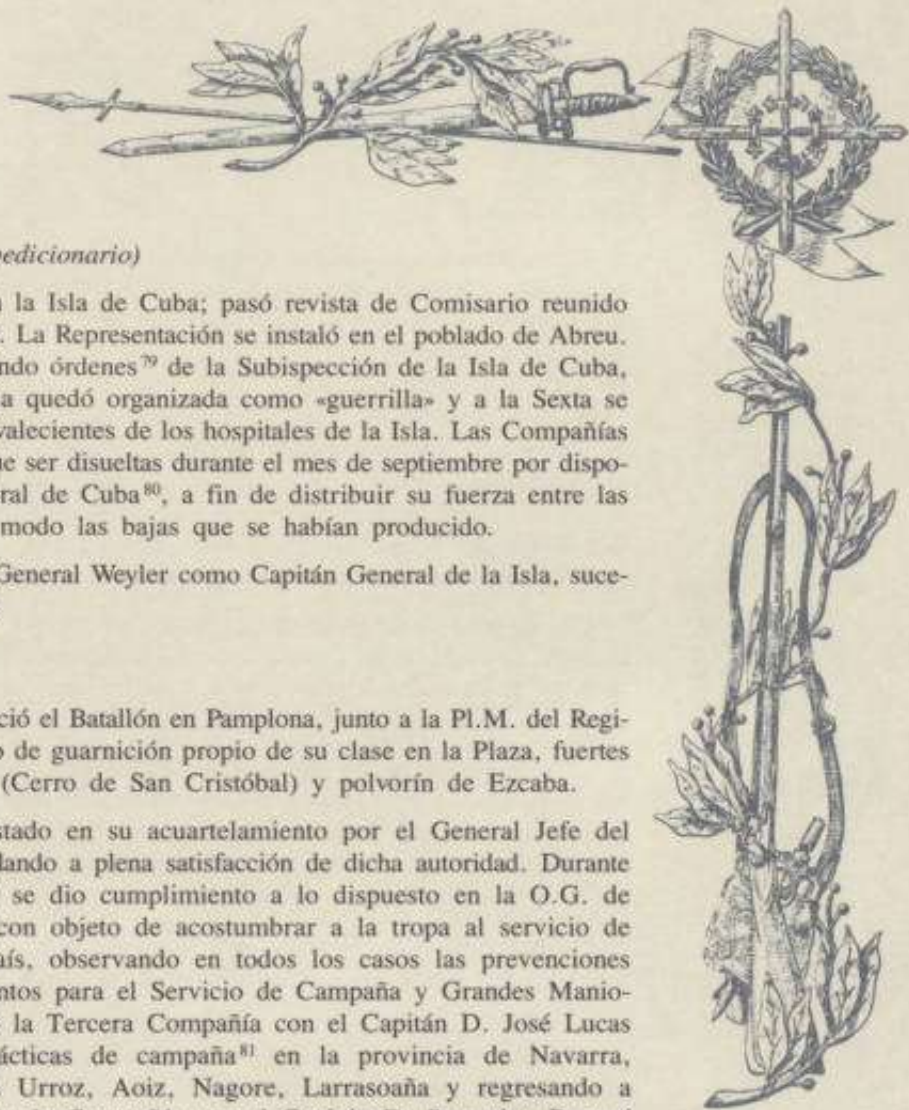 pedicionario)
la Isla de Cuba; pasó revista de Comisario reunido
. La Representación se instaló en el poblado de Abreu.
ndo órdenes⁷⁹ de la Subispección de la Isla de Cuba,
a quedó organizada como «guerrilla» y a la Sexta se
valecientes de los hospitales de la Isla. Las Compañías
ue ser disueltas durante el mes de septiembre por dispo-
ral de Cuba⁸⁰, a fin de distribuir su fuerza entre las
modo las bajas que se habían producido.
General Weyler como Capitán General de la Isla, suce-
ció el Batallón en Pamplona, junto a la Pl.M. del Regi-
o de guarnición propio de su clase en la Plaza, fuertes
(Cerro de San Cristóbal) y polvorín de Ezcaba.
stado en su acuartelamiento por el General Jefe del
dando a plena satisfacción de dicha autoridad. Durante
se dio cumplimiento a lo dispuesto en la O.G. de
con objeto de acostumbrar a la tropa al servicio de
aís, observando en todos los casos las prevenciones
ntos para el Servicio de Campaña y Grandes Manio-
la Tercera Compañía con el Capitán D. José Lucas
ácticas de campaña⁸¹ en la provincia de Navarra,
Urroz, Aoiz, Nagore, Larrasoaña y regresando a